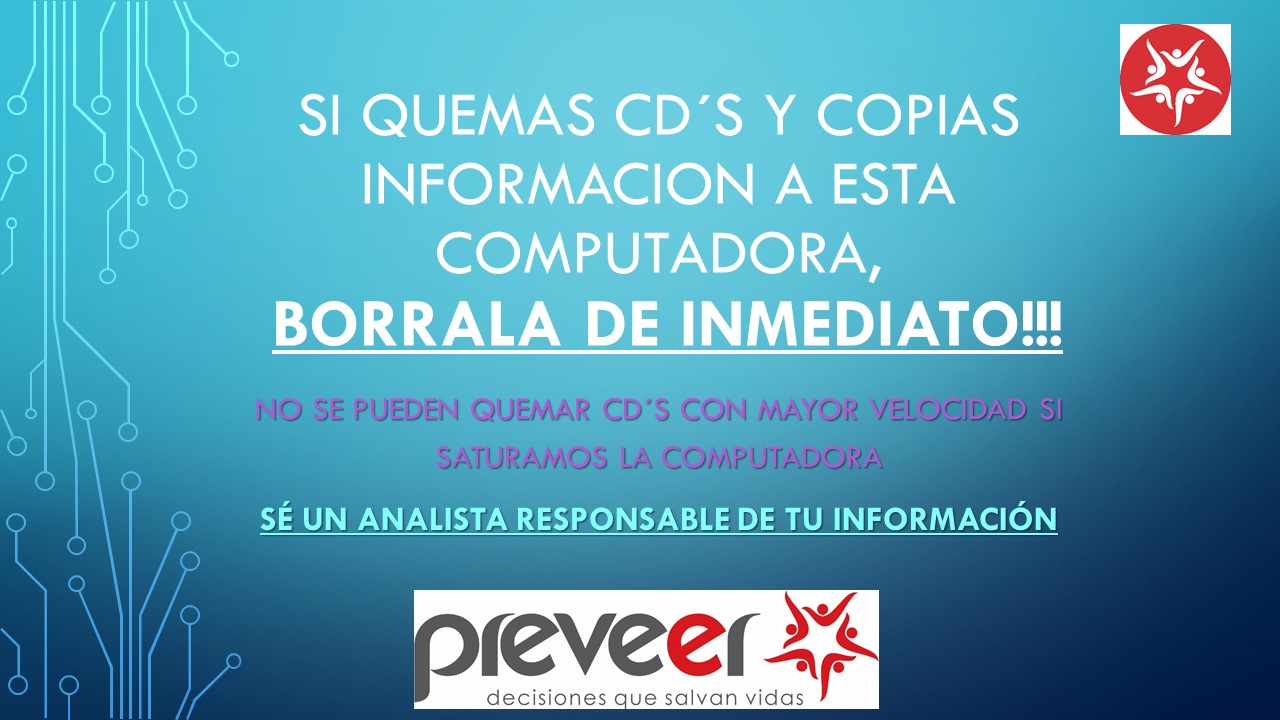 SI QUEMAS CD´S Y COPIAS
INFORMACION A ESTA
COMPUTADORA,
BORRALA DE INMEDIATO!!!
NO SE PUEDEN QUEMAR CD´S CON MAYOR VELOCIDAD SI
SATURAMOS LA COMPUTADORA
SÉ UN ANALISTA RESPONSABLE DE TU INFORMACIÓN
preveer
decisiones que salvan vidas